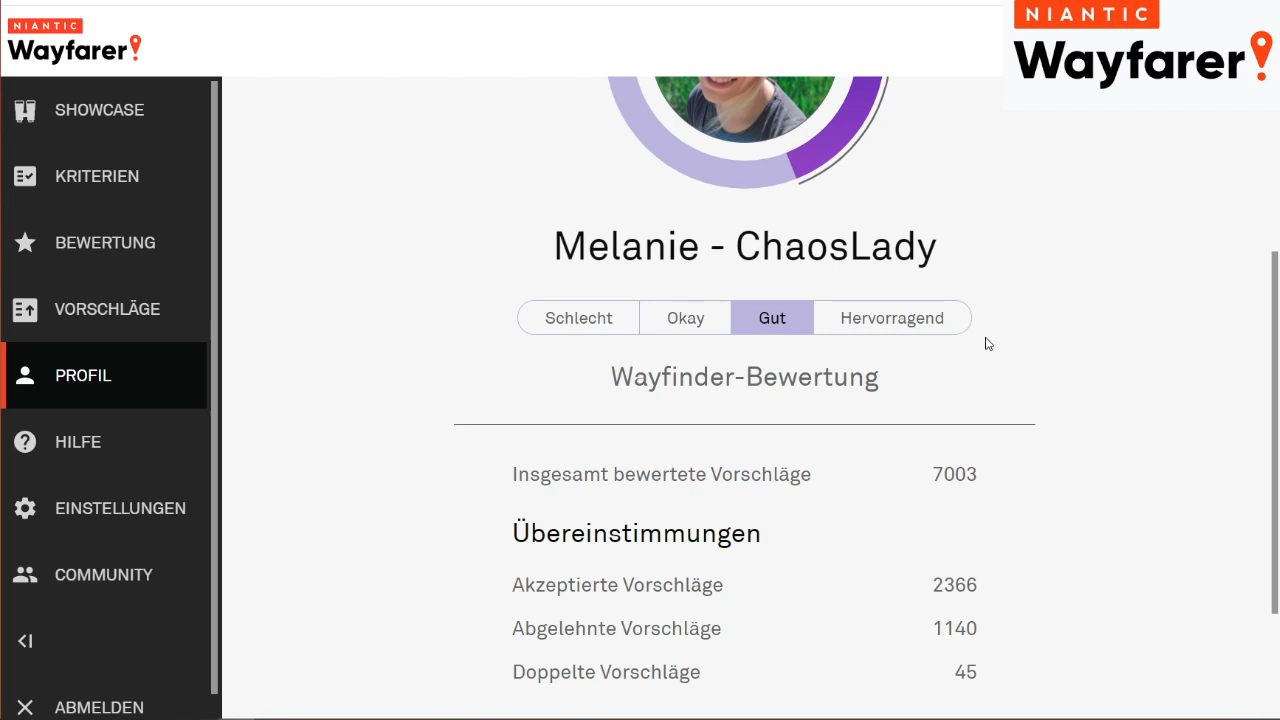 NIANTIC
Wayfarer
NIANTIC
Wayfarer
SHOWCASE
KRITERIEN
BEWERTUNG
VORSCHLÄGE
PROFIL
HILFE
EINSTELLUNGEN
COMMUNITY
ABMELDEN
Melanie - ChaosLady
Schlecht Okay Gut Hervorragend
Wayfinder-Bewertung
Insgesamt bewertete Vorschläge 7003
Übereinstimmungen
Akzeptierte Vorschläge 2366
Abgelehnte Vorschläge 1140
Doppelte Vorschläge 45